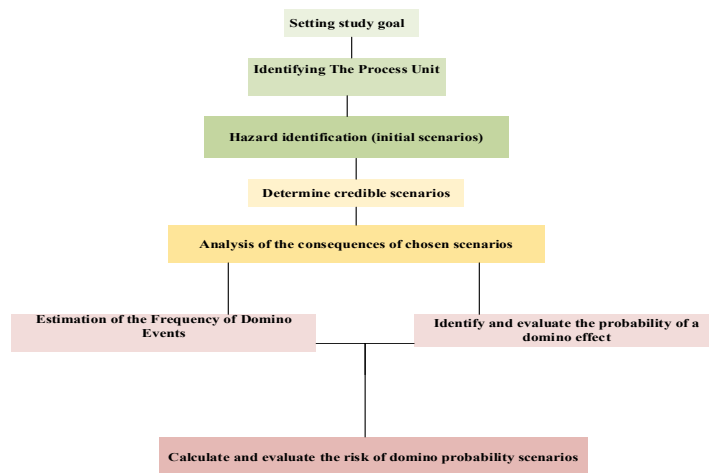 Setting study goal
Identifying The Process Unit
Hazard identification (initial scenarios)
Determine credible scenarios
Analysis of the consequences of chosen scenarios
Estimation of the Frequency of Domino
Events
Identify and evaluate the probability of a
domino effect
Calculate and evaluate the risk of domino probability scenarios